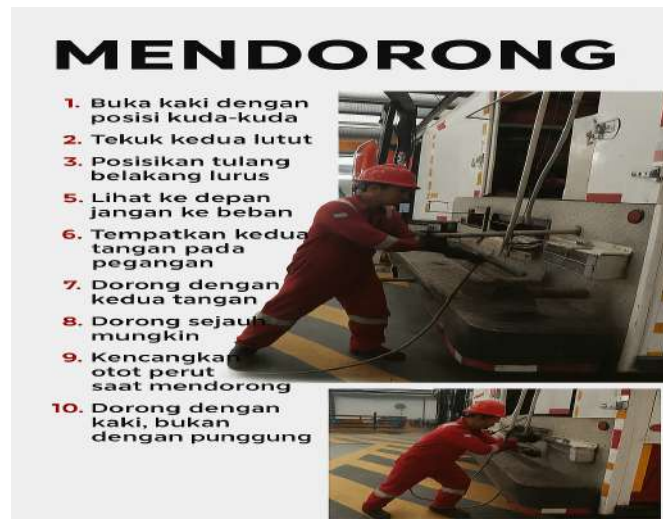 MENDORONG
1. Buka kaki dengan
posisi kuda-kuda
2. Tekuk kedua lutut
3. Posisikan tulang
belakang lurus
5. Lihat ke depan
jangan ke beban
6. Tempatkan kedua
tangan pada
pegangan
7. Dorong dengan
kedua tangan
8. Dorong sejauh
mungkin
9. Kencangkan
otot perut
saat mendorong
10. Dorong dengan
kaki, bukan
dengan punggung